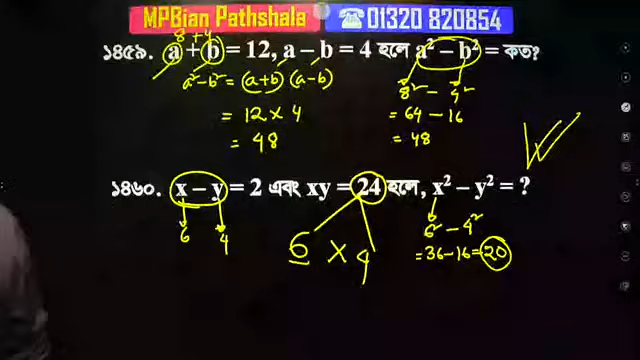 MPBian Pathshala ☎ 01320 820854
8 + 4
১৪৫৯. a + b = 12, a – b = 4 হলে a² – b² = কত?
a² - b² = (a+b) (a-b)
8² - 4²
= 12 × 4
= 64 - 16
= 48
= 48
১৪৬০. x – y = 2 এবং xy = 24 হলে, x² – y² = ?
6 4
6 × 4
6² - 4²
= 36 - 16 = 20